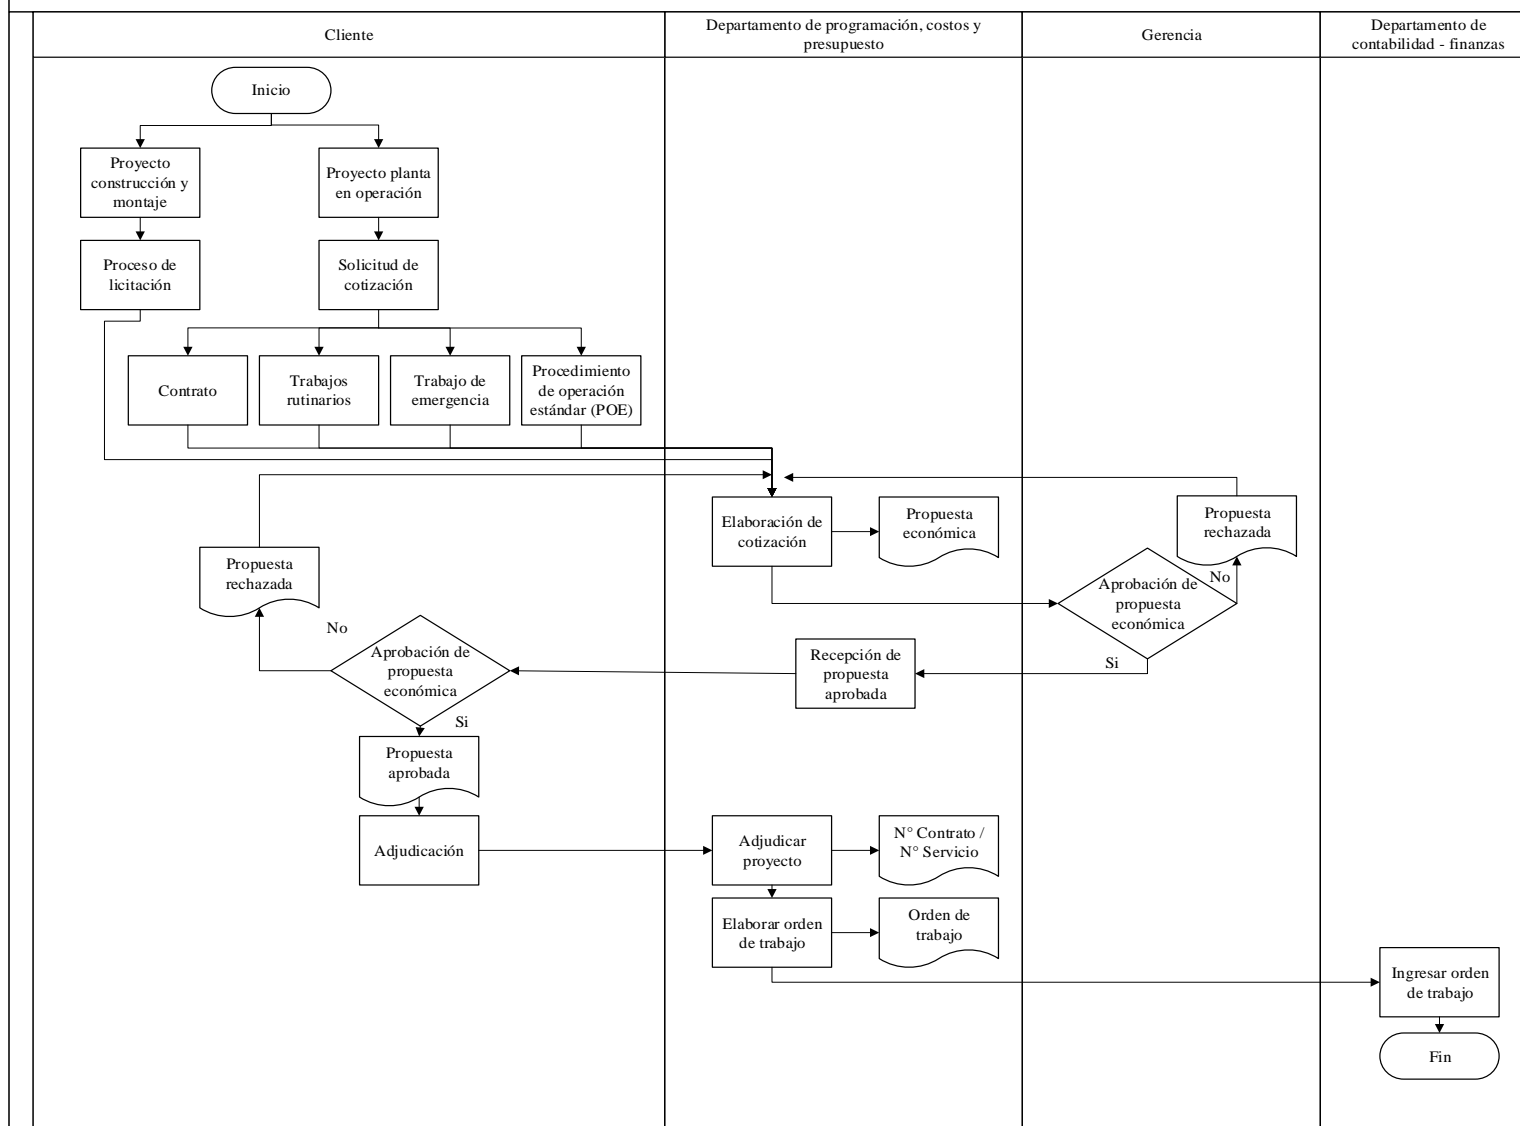 Cliente
Departamento de programación, costos y
presupuesto
Gerencia
Departamento de
contabilidad - finanzas
Inicio
Proyecto
construcción y
montaje
Proyecto planta
en operación
Proceso de
licitación
Solicitud de
cotización
Contrato
Trabajos
rutinarios
Trabajo de
emergencia
Procedimiento
de operación
estándar (POE)
Elaboración de
cotización
Propuesta
económica
Propuesta
rechazada
No
Aprobación de
propuesta
económica
Si
Propuesta
rechazada
No
Aprobación de
propuesta
económica
Recepción de
propuesta
aprobada
Si
Propuesta
aprobada
Adjudicación
Adjudicar
proyecto
N° Contrato /
N° Servicio
Elaborar orden
de trabajo
Orden de
trabajo
Ingresar orden
de trabajo
Fin